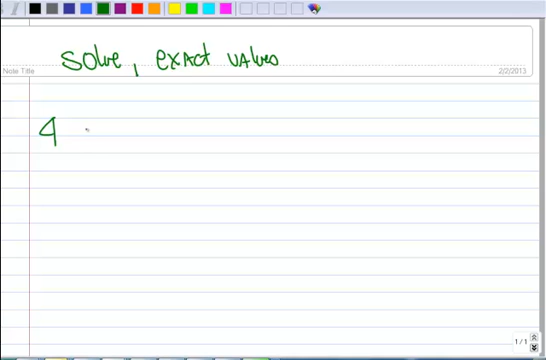 solve, exact values
Note Title
2/2/2013
4
1 / 1